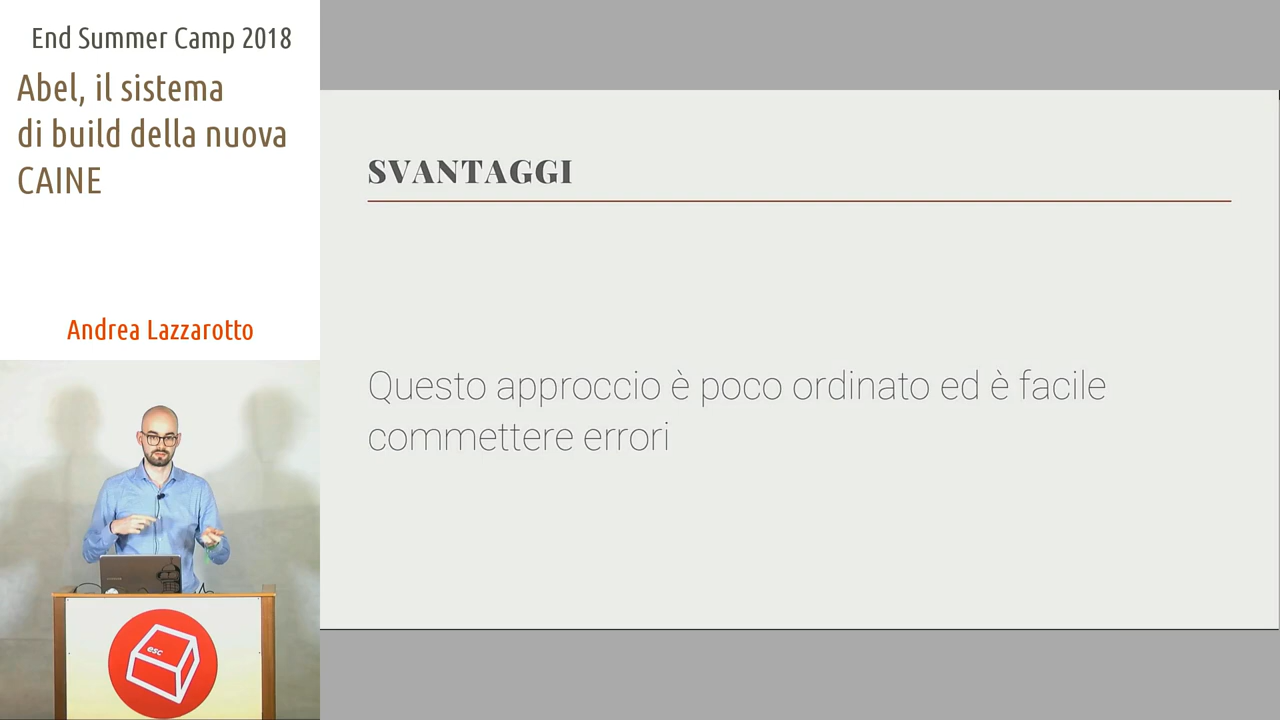 End Summer Camp 2018
Abel, il sistema
di build della nuova
CAINE
Andrea Lazzarotto
SVANTAGGI
Questo approccio è poco ordinato ed è facile
commettere errori
esc